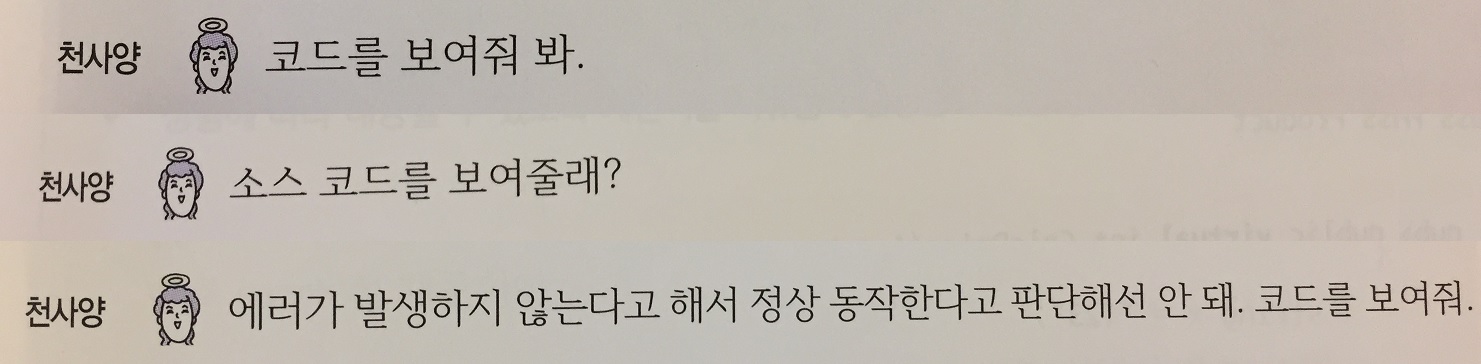 천사양 코드를 보여줘 봐.
천사양 소스 코드를 보여줄래?
천사양 에러가 발생하지 않는다고 해서 정상 동작한다고 판단해선 안 돼. 코드를 보여줘.